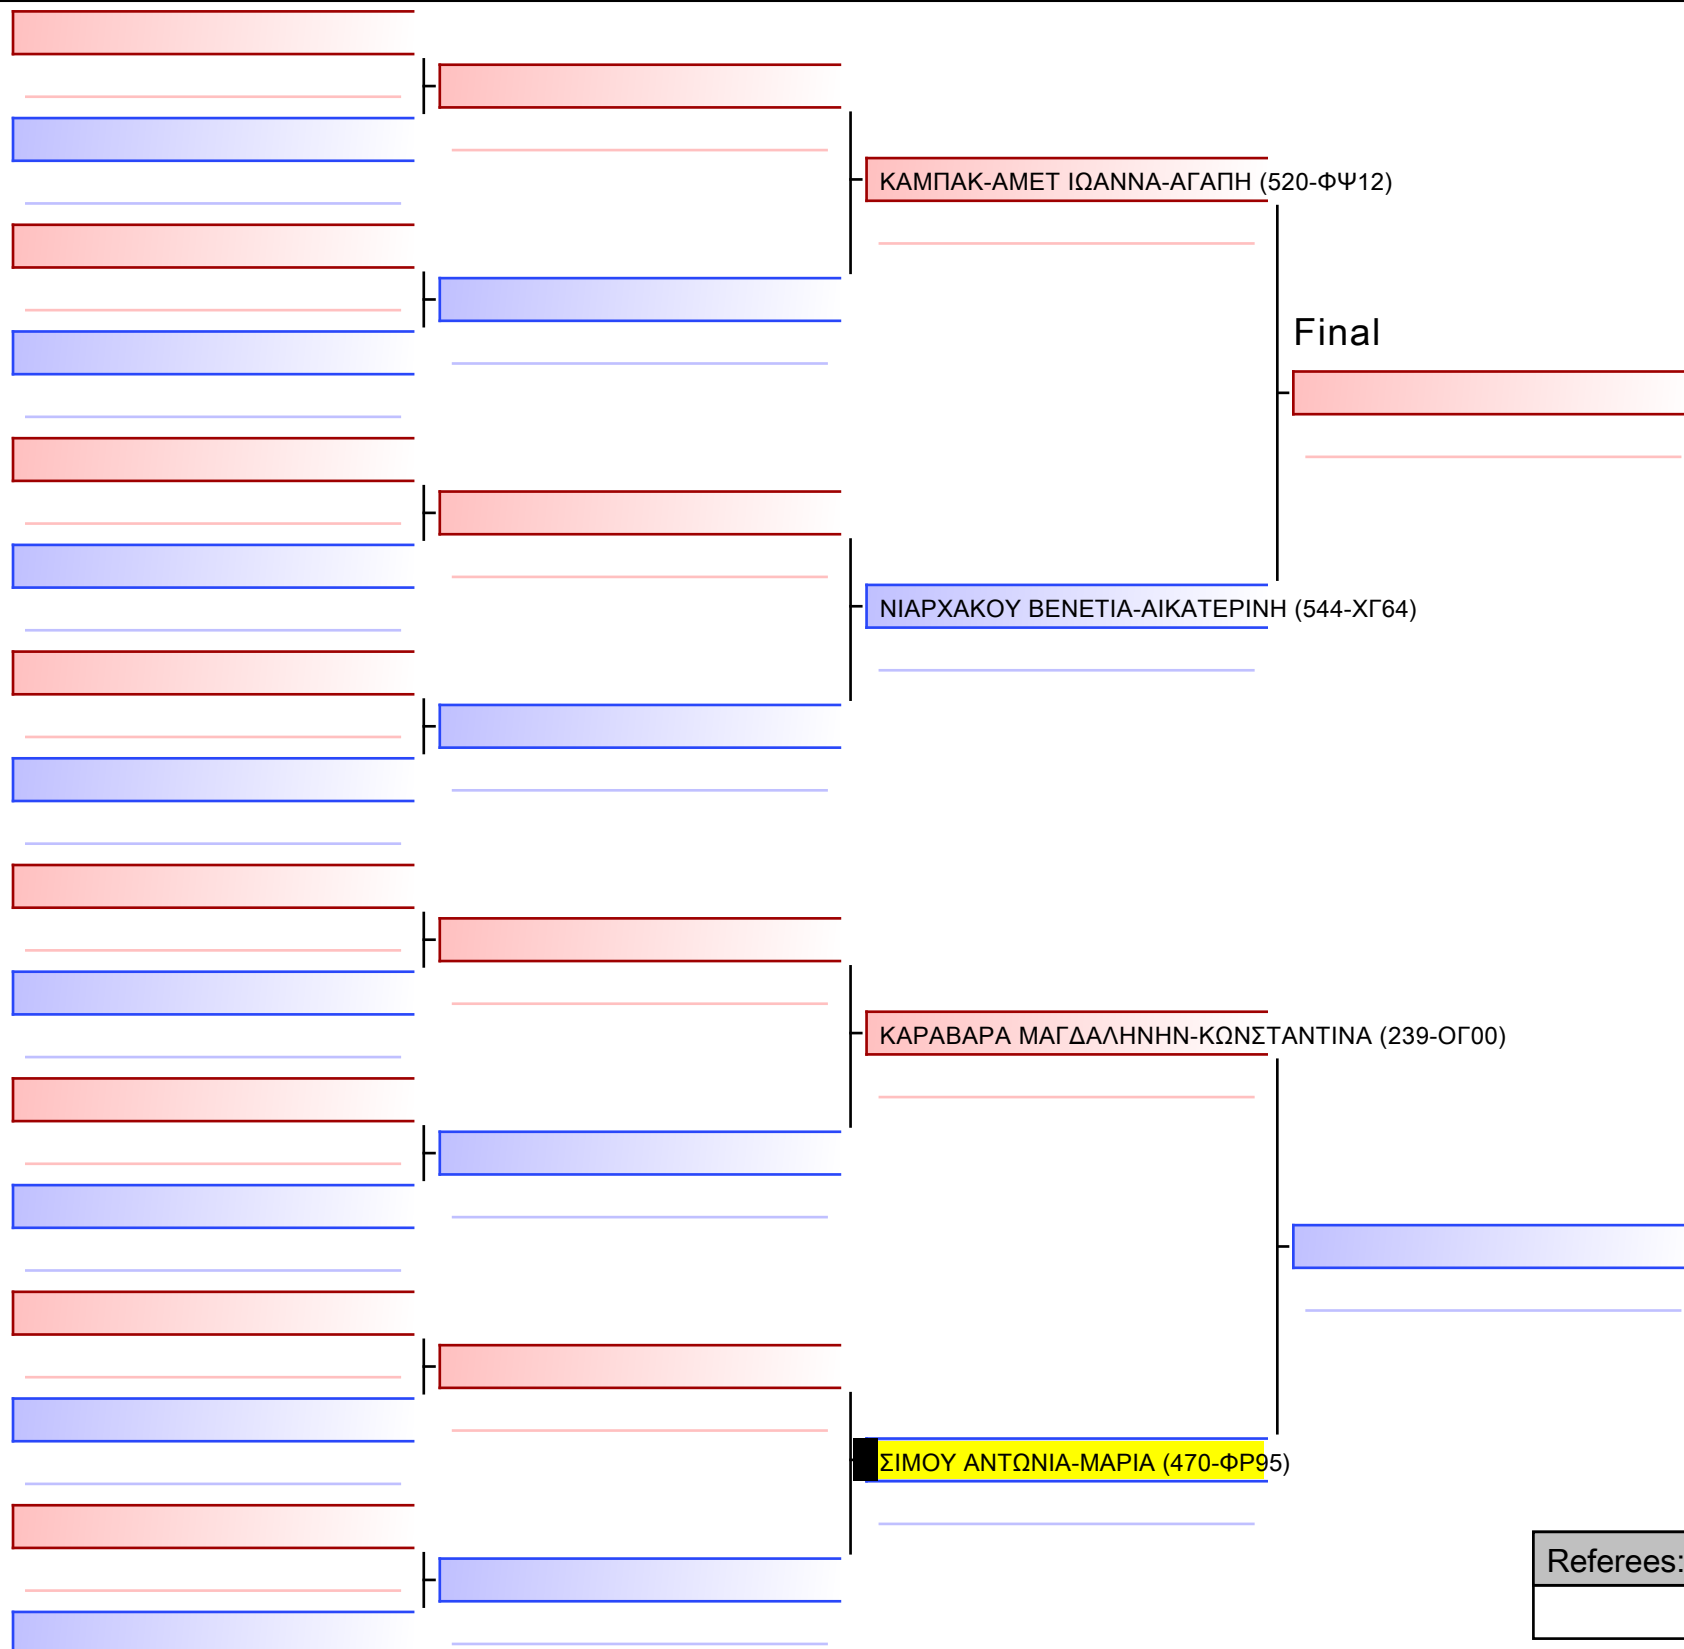 ΚΑΜΠΑΚ-ΑΜΕΤ ΙΩΑΝΝΑ-ΑΓΑΠΗ (520-ΦΨ12)
Final
ΝΙΑΡΧΑΚΟΥ ΒΕΝΕΤΙΑ-ΑΙΚΑΤΕΡΙΝΗ (544-ΧΓ64)
ΚΑΡΑΒΑΡΑ ΜΑΓΔΑΛΗΝΗΝ-ΚΩΝΣΤΑΝΤΙΝΑ (239-ΟΓ00)
ΣΙΜΟΥ ΑΝΤΩΝΙΑ-ΜΑΡΙΑ (470-ΦΡ95)
Referees: